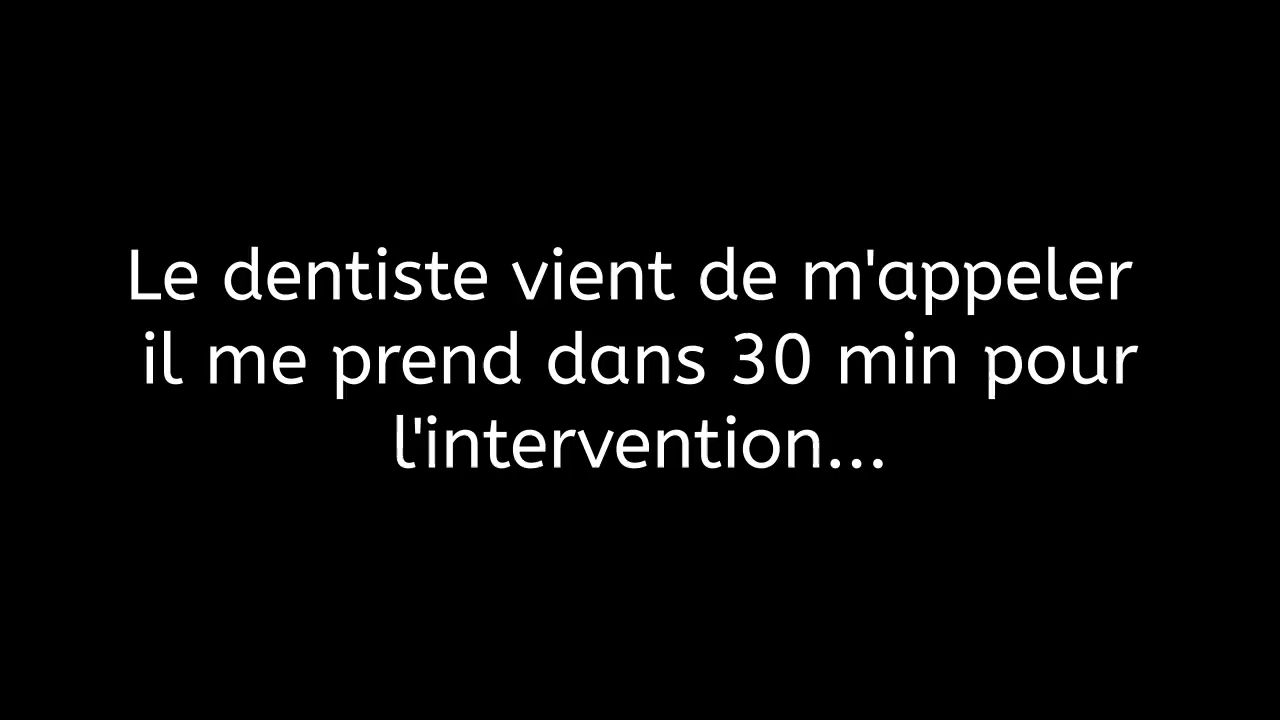 Le dentiste vient de m'appeler
il me prend dans 30 min pour
l'intervention...